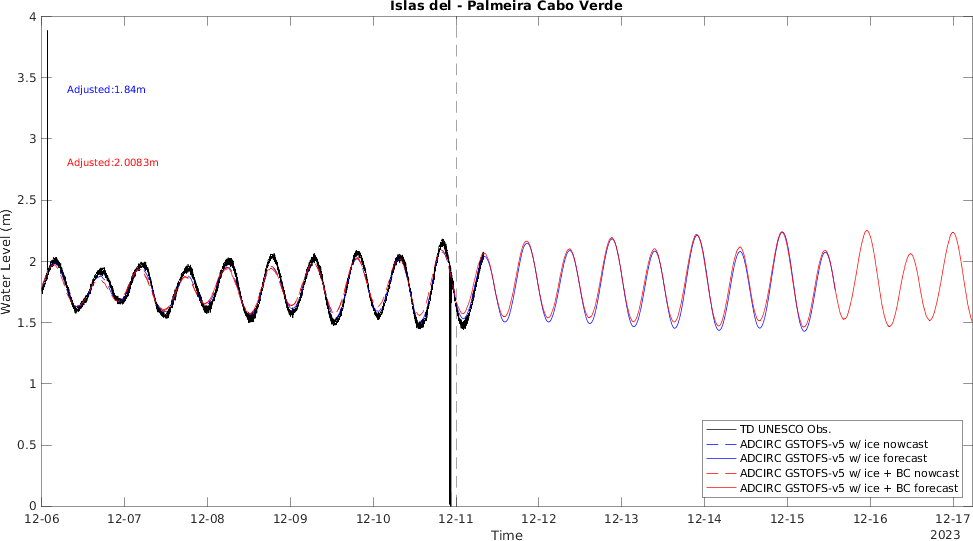 Islas del - Palmeira Cabo Verde
4
3.5
3
2.5
2
1.5
1
0.5
0
Water Level (m)
Adjusted:1.84m
Adjusted:2.0083m
TD UNESCO Obs.
ADCIRC GSTOFS-v5 w/ ice nowcast
ADCIRC GSTOFS-v5 w/ ice forecast
ADCIRC GSTOFS-v5 w/ ice + BC nowcast
ADCIRC GSTOFS-v5 w/ ice + BC forecast
12-06 12-07 12-08 12-09 12-10 12-11 12-12 12-13 12-14 12-15 12-16 12-17
Time
2023